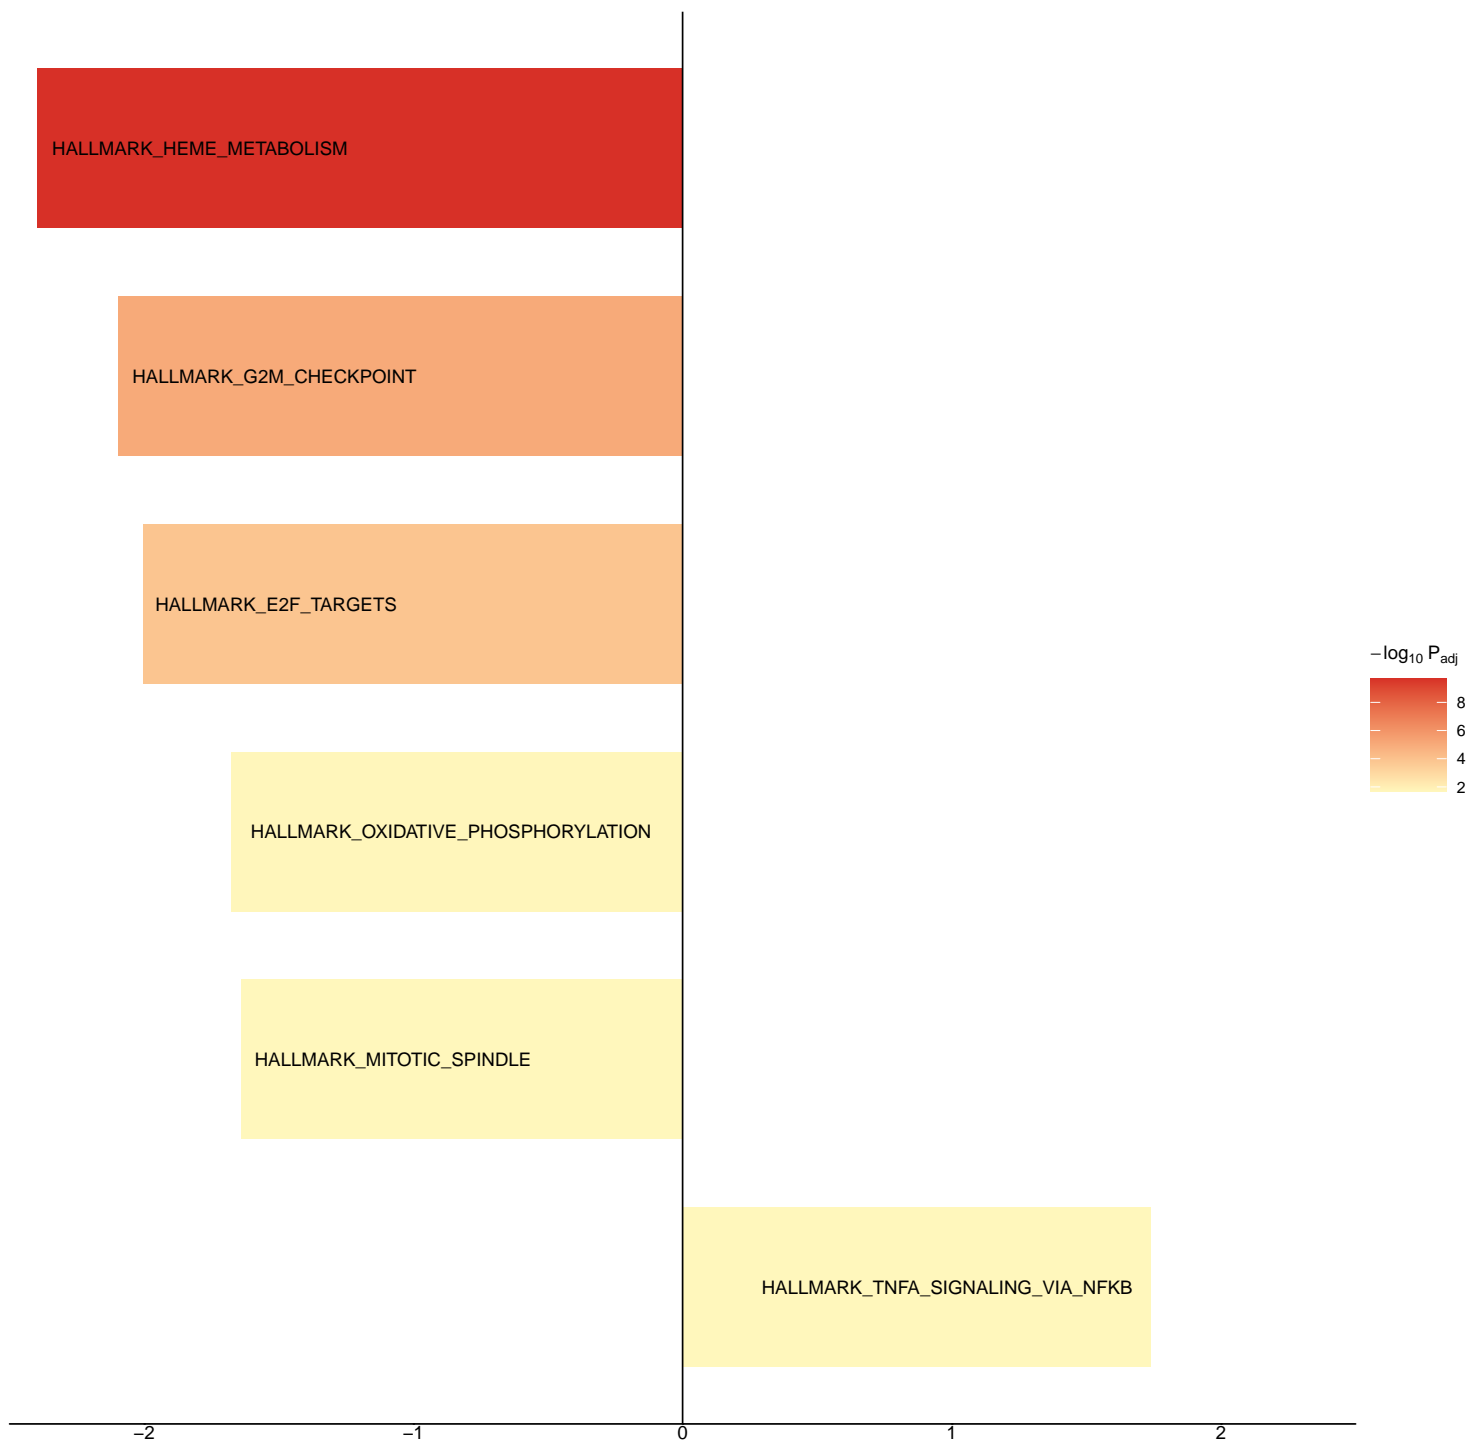 HALLMARK_HEME_METABOLISM
HALLMARK_G2M_CHECKPOINT
HALLMARK_E2F_TARGETS
HALLMARK_OXIDATIVE_PHOSPHORYLATION
HALLMARK_MITOTIC_SPINDLE
HALLMARK_TNFA_SIGNALING_VIA_NFKB
−2 −1 0 1 2
−log₁₀ Padj
8
6
4
2